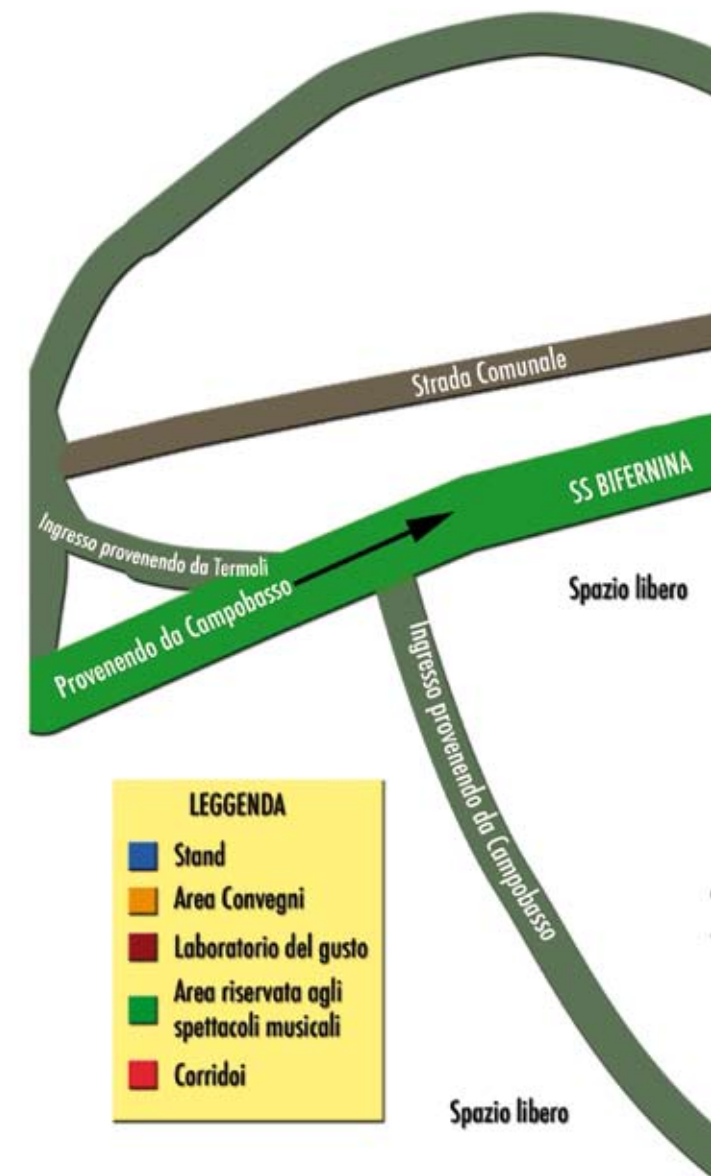 Strada Comunale
SS BIFERNINA
Ingresso provenendo da Termoli
Provenendo da Campobasso
Spazio libero
Ingresso provenendo da Campobasso
LEGGENDA
Stand
Area Convegni
Laboratorio del gusto
Area riservata agli
spettacoli musicali
Corridoi
Spazio libero